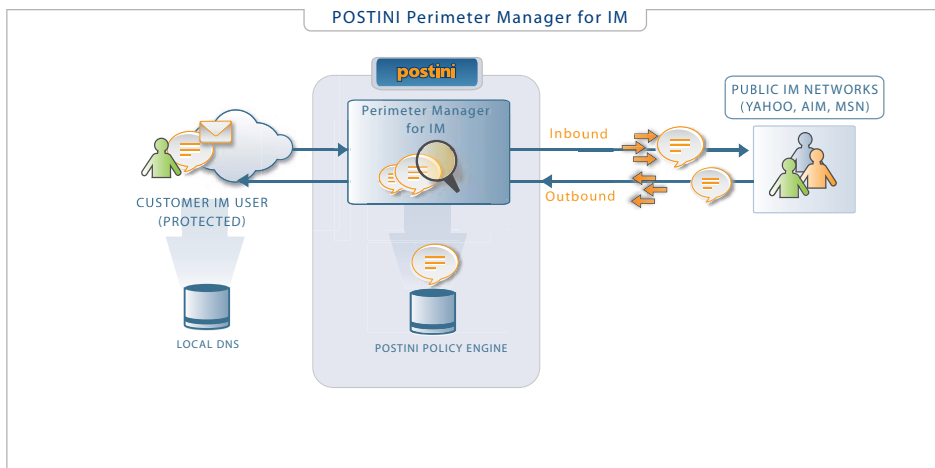 POSTINI Perimeter Manager for IM
postini
Perimeter Manager
for IM
PUBLIC IM NETWORKS
(YAHOO, AIM, MSN)
Inbound
Outbound
CUSTOMER IM USER
(PROTECTED)
LOCAL DNS
POSTINI POLICY ENGINE